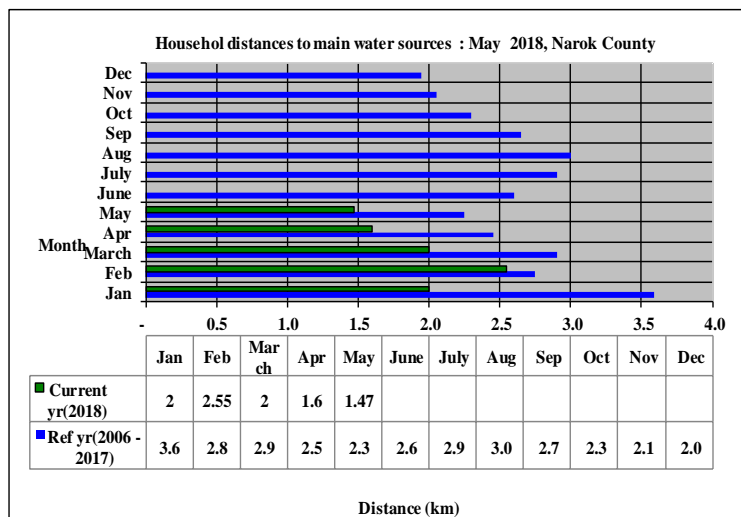 Househol distances to main water sources : May 2018, Narok County
Dec
Nov
Oct
Sep
Aug
July
June
May
Apr
Month
March
Feb
Jan
- 0.5 1.0 1.5 2.0 2.5 3.0 3.5 4.0
Jan Feb Mar ch Apr May June July Aug Sep Oct Nov Dec
Current yr(2018) 2 2.55 2 1.6 1.47
Ref yr(2006 - 2017) 3.6 2.8 2.9 2.5 2.3 2.6 2.9 3.0 2.7 2.3 2.1 2.0
Distance (km)